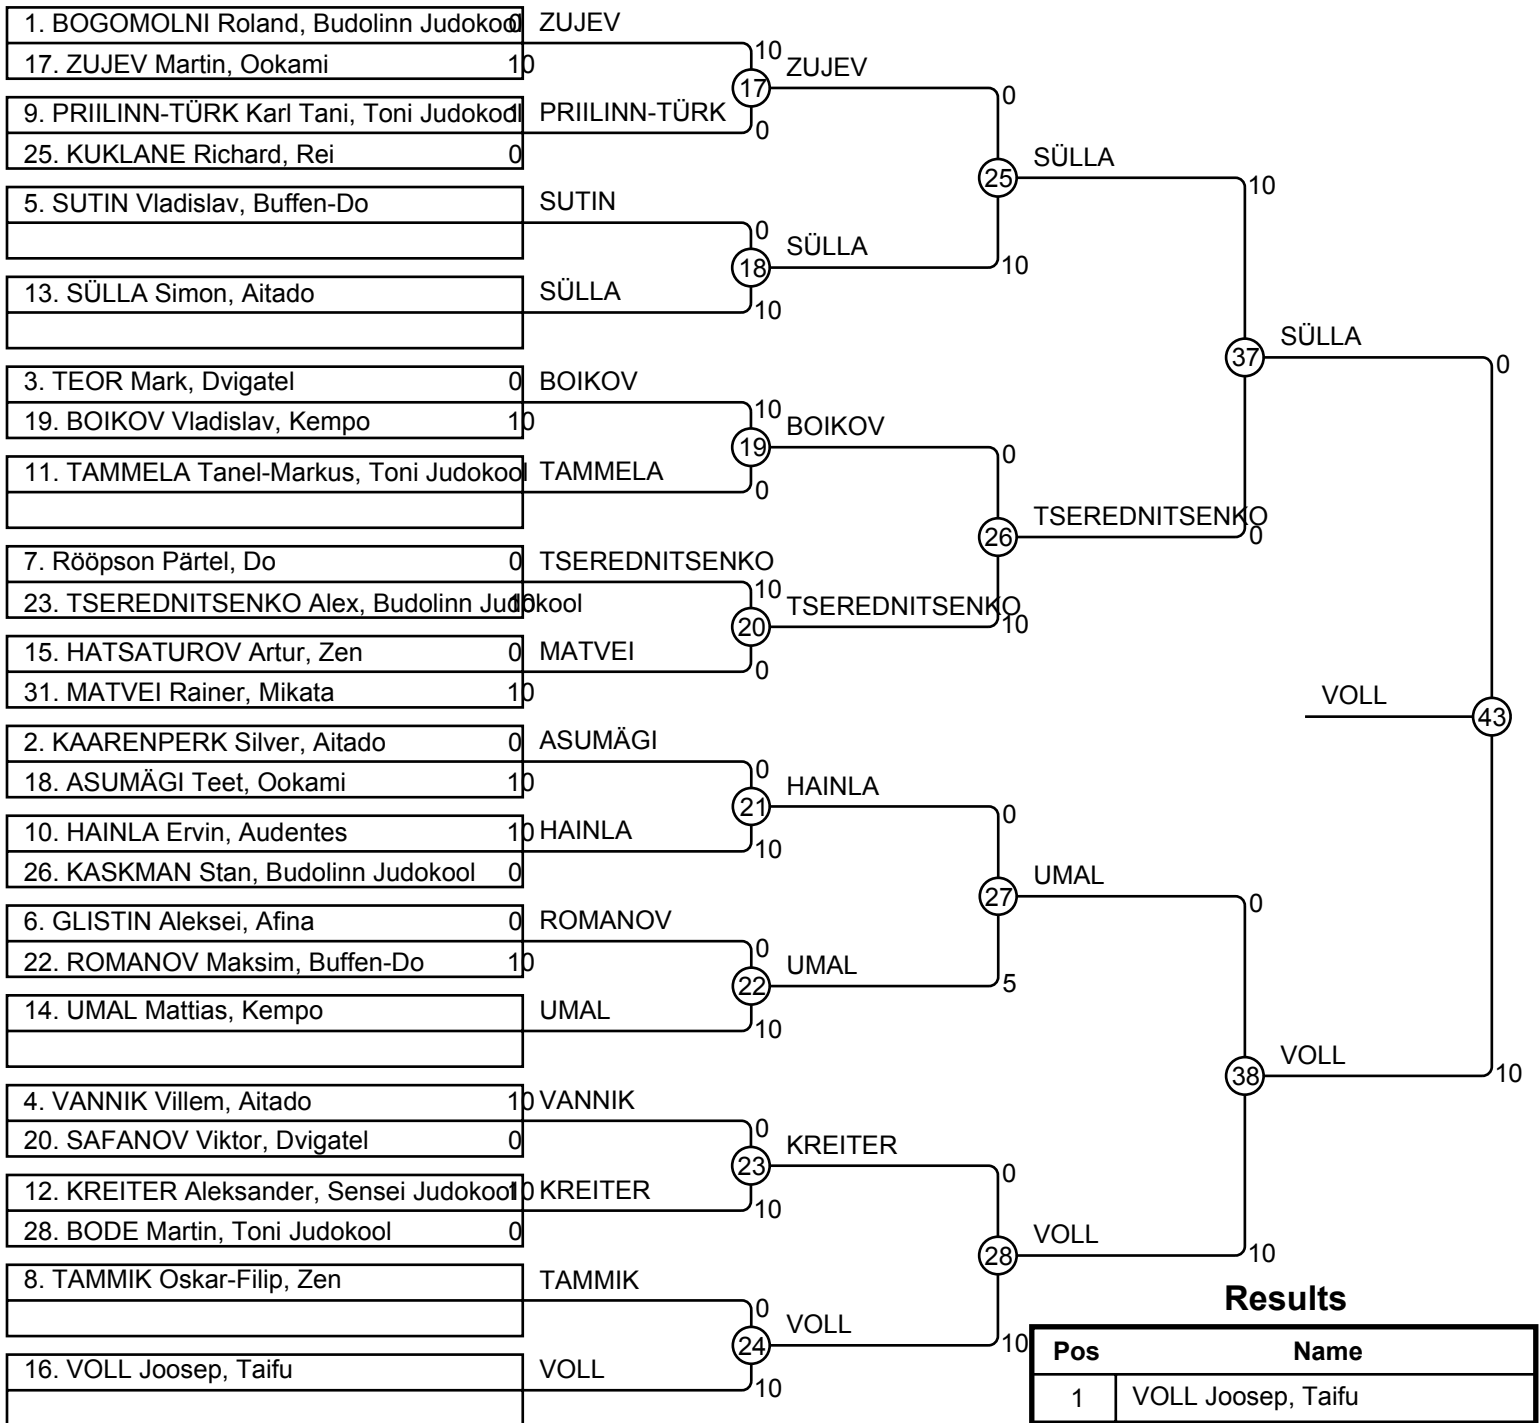 1. BOGOMOLNI Roland, Budolinn Judokool 0 ZUJEV
10
17. ZUJEV Martin, Ookami 10
ZUJEV
17
0
9. PRIILINN-TÜRK Karl Tani, Toni Judokool 1 PRIILINN-TÜRK
0
25. KUKLANE Richard, Rei 0
SÜLLA
25
10
5. SUTIN Vladislav, Buffen-Do SUTIN
0
SÜLLA
18
10
13. SÜLLA Simon, Aitado SÜLLA
10
SÜLLA
37
0
3. TEOR Mark, Dvigatel 0 BOIKOV
10
19. BOIKOV Vladislav, Kempo 10
BOIKOV
19
0
11. TAMMELA Tanel-Markus, Toni Judokool TAMMELA
0
TSEREDNITSENKO
26
0
7. Rööpson Pärtel, Do 0 TSEREDNITSENKO
10
23. TSEREDNITSENKO Alex, Budolinn Judokool 10
TSEREDNITSENKO
20
10
15. HATSATUROV Artur, Zen 0 MATVEI
0
31. MATVEI Rainer, Mikata 10
VOLL
43
2. KAARENPERK Silver, Aitado 0 ASUMÄGI
0
18. ASUMÄGI Teet, Ookami 10
HAINLA
21
0
10. HAINLA Ervin, Audentes 10 HAINLA
10
26. KASKMAN Stan, Budolinn Judokool 0
UMAL
27
0
6. GLISTIN Aleksei, Afina 0 ROMANOV
0
22. ROMANOV Maksim, Buffen-Do 10
UMAL
22
5
14. UMAL Mattias, Kempo UMAL
10
VOLL
38
10
4. VANNIK Villem, Aitado 10 VANNIK
0
20. SAFANOV Viktor, Dvigatel 0
KREITER
23
0
12. KREITER Aleksander, Sensei Judokool 10 KREITER
10
28. BODE Martin, Toni Judokool 0
VOLL
28
10
8. TAMMIK Oskar-Filip, Zen TAMMIK
0
VOLL
24
10
16. VOLL Joosep, Taifu VOLL
10
Results
Pos Name
1 VOLL Joosep, Taifu